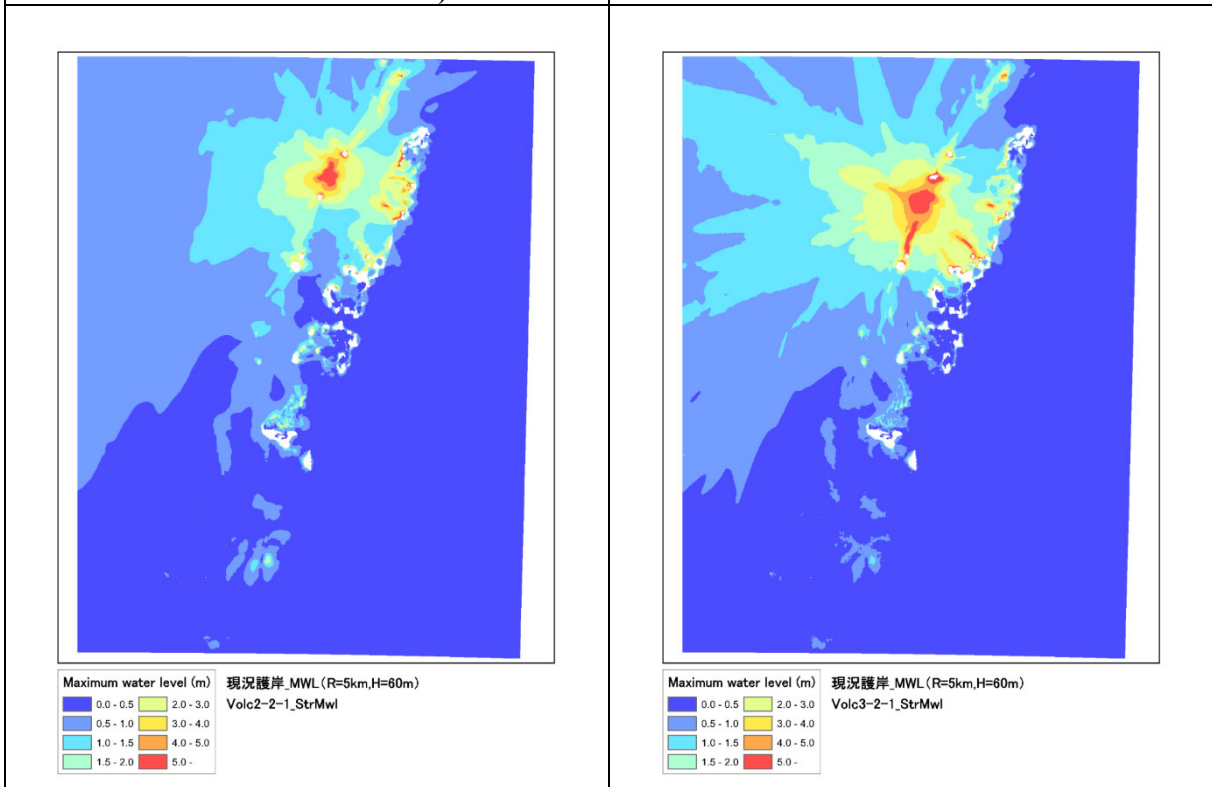 )
Maximum water level (m)
0.0 - 0.5 2.0 - 3.0
0.5 - 1.0 3.0 - 4.0
1.0 - 1.5 4.0 - 5.0
1.5 - 2.0 5.0 -
現況護岸_MWL(R=5km,H=60m)
Volc2-2-1_StrMwl
Maximum water level (m)
0.0 - 0.5 2.0 - 3.0
0.5 - 1.0 3.0 - 4.0
1.0 - 1.5 4.0 - 5.0
1.5 - 2.0 5.0 -
現況護岸_MWL(R=5km,H=60m)
Volc3-2-1_StrMwl